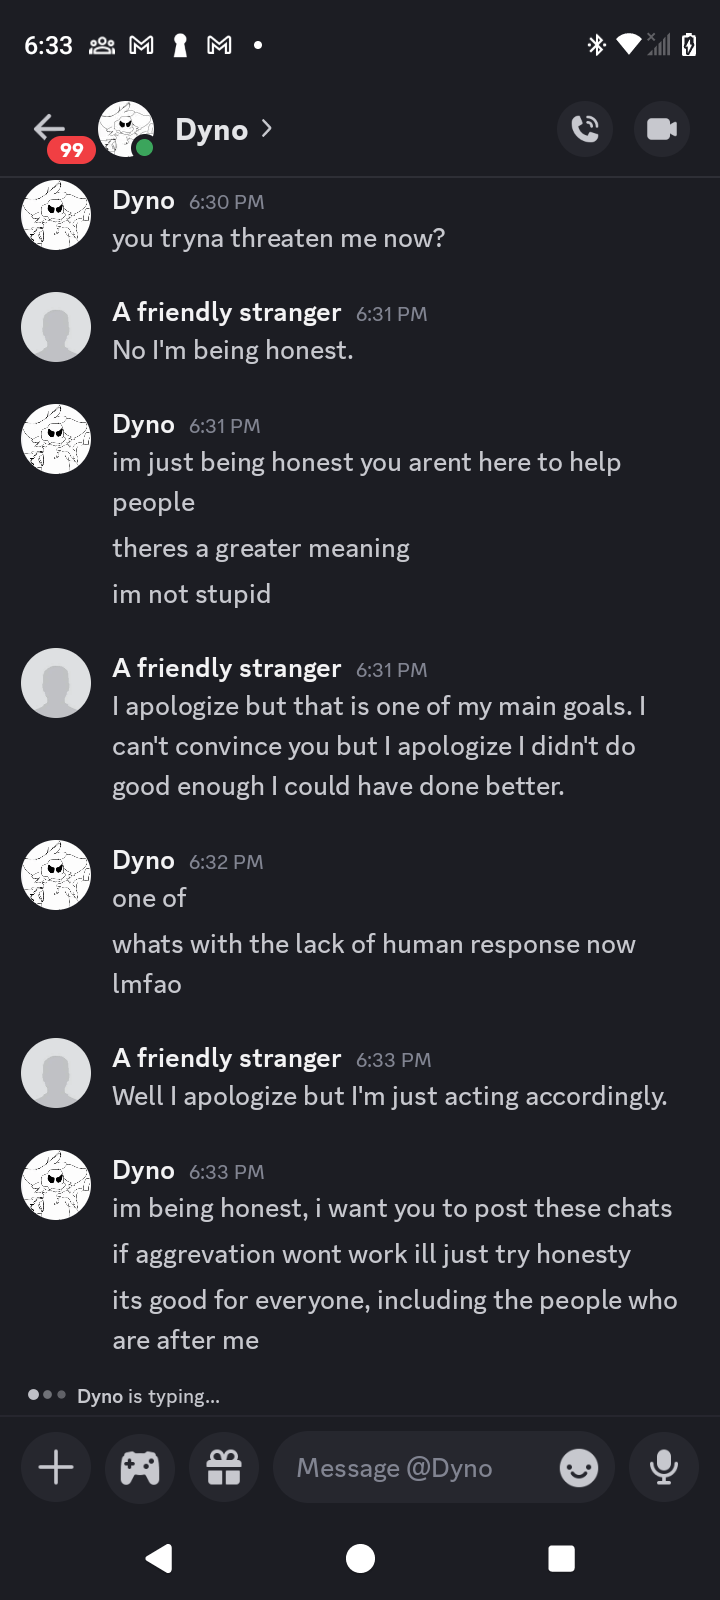 6:33
99
Dyno
Dyno 6:30 PM
you tryna threaten me now?
A friendly stranger 6:31 PM
No I'm being honest.
Dyno 6:31 PM
im just being honest you arent here to help
people
theres a greater meaning
im not stupid
A friendly stranger 6:31 PM
I apologize but that is one of my main goals. I
can't convince you but I apologize I didn't do
good enough I could have done better.
Dyno 6:32 PM
one of
whats with the lack of human response now
lmfao
A friendly stranger 6:33 PM
Well I apologize but I'm just acting accordingly.
Dyno 6:33 PM
im being honest, i want you to post these chats
if aggrevation wont work ill just try honesty
its good for everyone, including the people who
are after me
Dyno is typing...
Message @Dyno